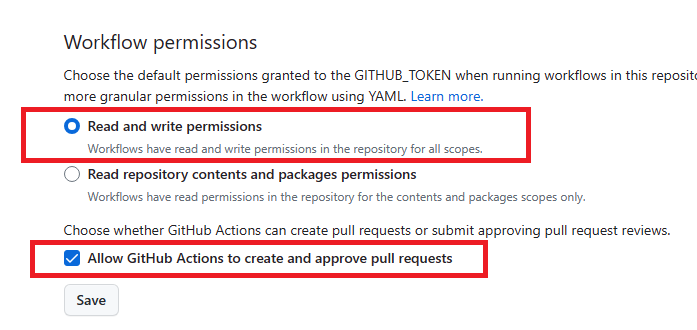 Workflow permissions
Choose the default permissions granted to the GITHUB_TOKEN when running workflows in this reposito
more granular permissions in the workflow using YAML. Learn more.
Read and write permissions
Workflows have read and write permissions in the repository for all scopes.
Read repository contents and packages permissions
Workflows have read permissions in the repository for the contents and packages scopes only.
Choose whether GitHub Actions can create pull requests or submit approving pull request reviews.
Allow GitHub Actions to create and approve pull requests
Save